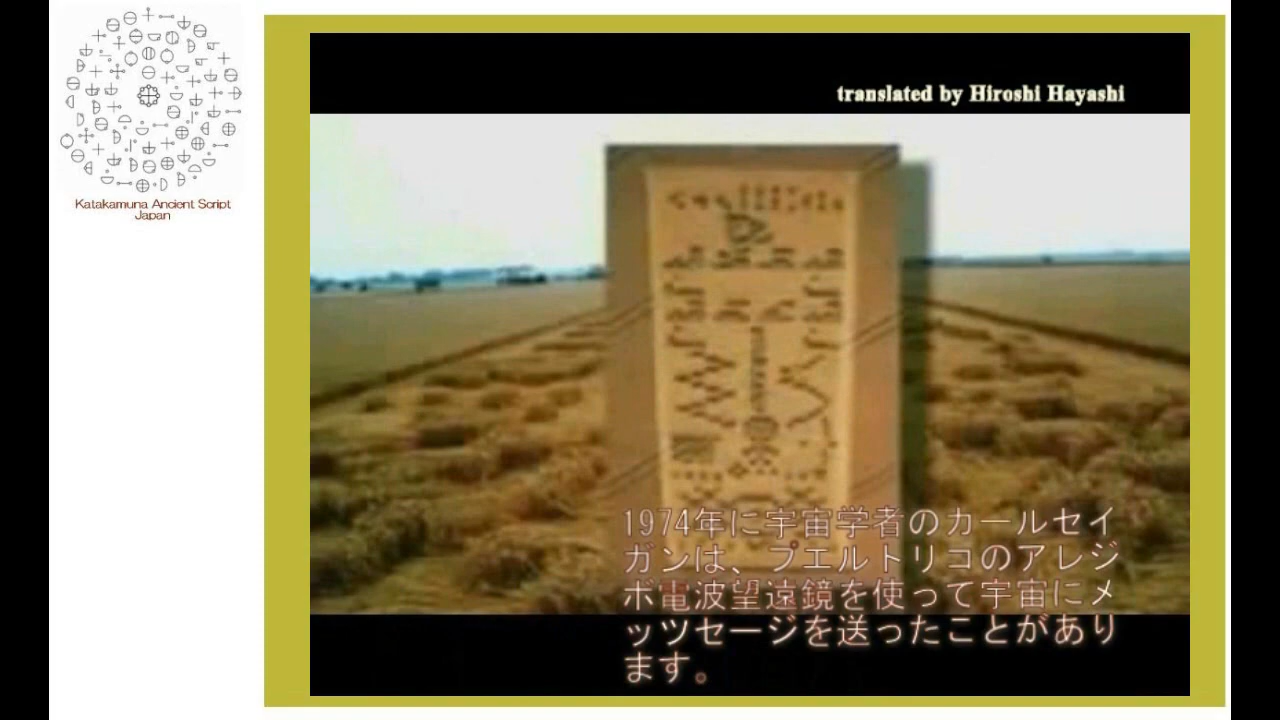 Katakamuna Ancient Script
Japan
translated by Hiroshi Hayashi
1974年に宇宙学者のカールセイ
ガンは、プエルトリコのアレジ
ボ電波望遠鏡を使って宇宙にメ
ッツセージを送ったことがあり
ます。